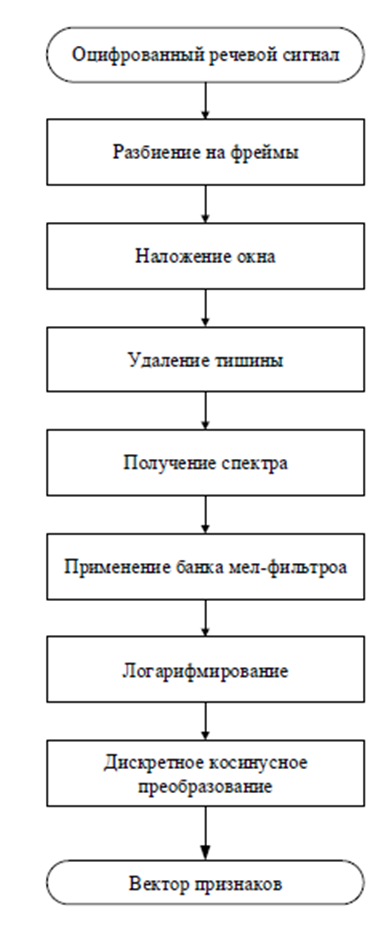 Оцифрованный речевой сигнал
Разбиение на фреймы
Наложение окна
Удаление тишины
Получение спектра
Применение банка мел-фильтроа
Логарифмирование
Дискретное косинусное
преобразование
Вектор признаков